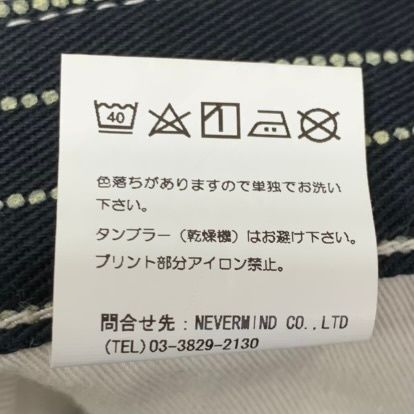 40
色落ちがありますので単独でお洗い
下さい。
タンブラー（乾燥機）はお避け下さい。
プリント部分アイロン禁止。
問合せ先：NEVERMIND CO.,LTD
(TEL) 03-3829-2130